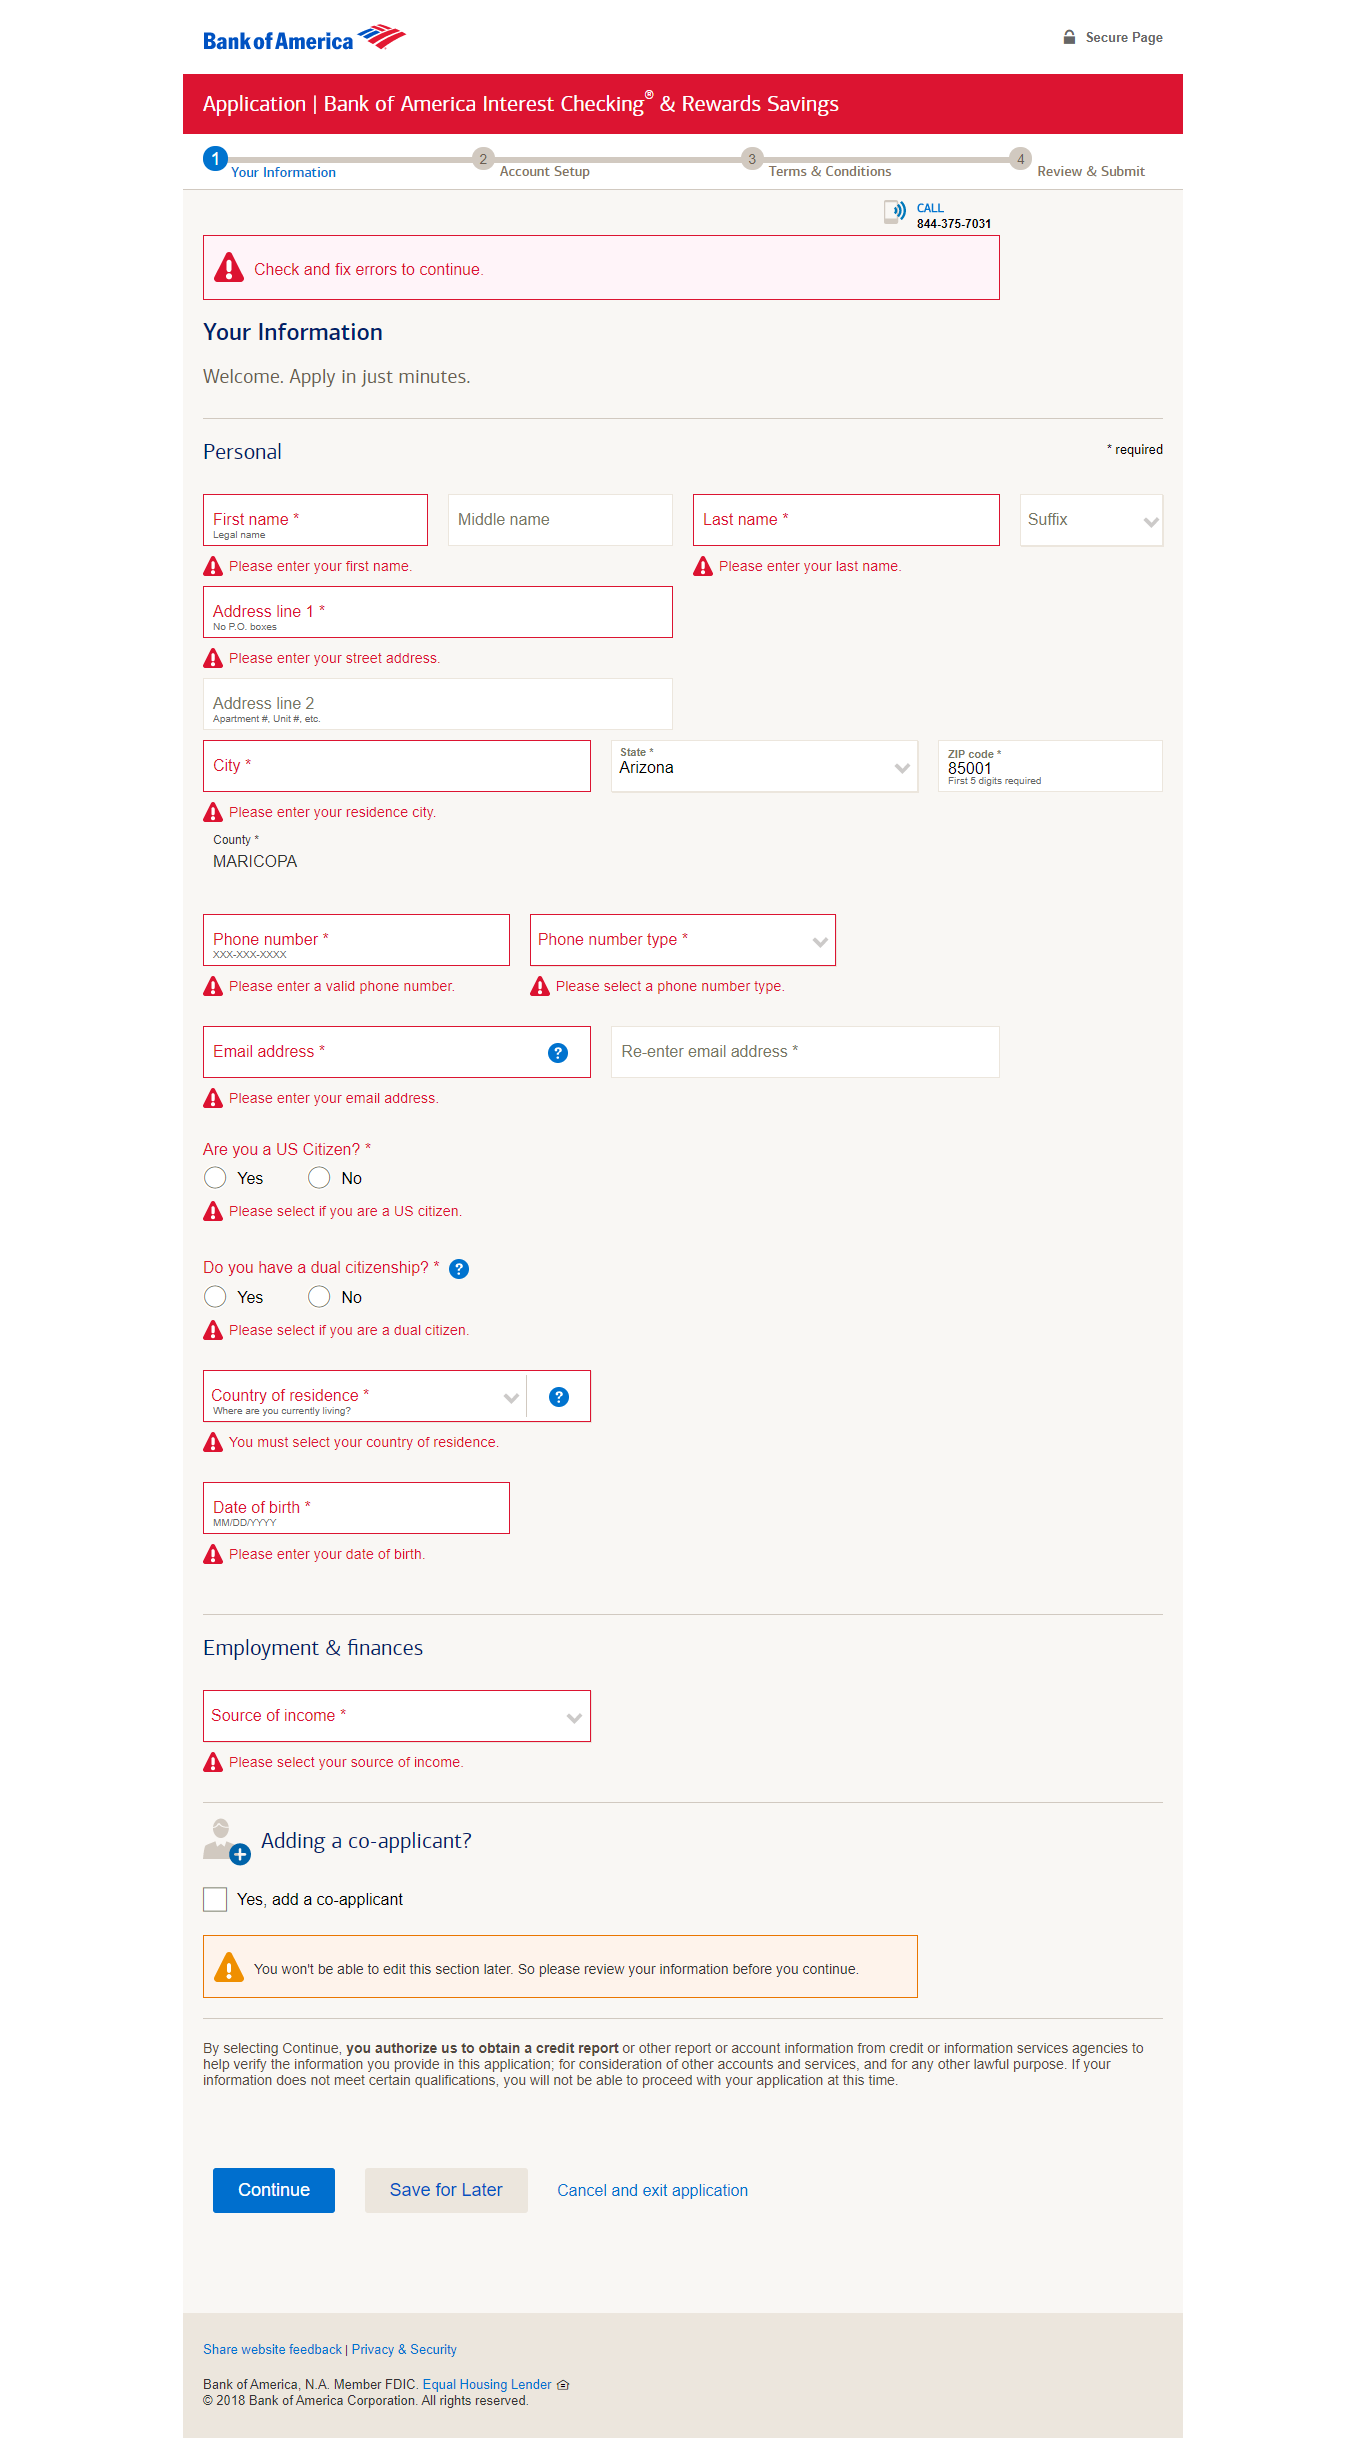 Bank of America
Secure Page
Application | Bank of America Interest Checking® & Rewards Savings
1 Your Information
2 Account Setup
3 Terms & Conditions
4 Review & Submit
CALL
844-375-7031
Check and fix errors to continue.
Your Information
Welcome. Apply in just minutes.
Personal
* required
First name *
Legal name
Middle name
Last name *
Suffix
Please enter your first name.
Please enter your last name.
Address line 1 *
No P.O. boxes
Please enter your street address.
Address line 2
Apartment #, Unit #, etc.
City *
State *
Arizona
ZIP code *
85001
First 5 digits required
Please enter your residence city.
County *
MARICOPA
Phone number *
XXX-XXX-XXXX
Phone number type *
Please enter a valid phone number.
Please select a phone number type.
Email address *
?
Re-enter email address *
Please enter your email address.
Are you a US Citizen? *
Yes
No
Please select if you are a US citizen.
Do you have a dual citizenship? * ?
Yes
No
Please select if you are a dual citizen.
Country of residence *
Where are you currently living?
?
You must select your country of residence.
Date of birth *
MM/DD/YYYY
Please enter your date of birth.
Employment & finances
Source of income *
Please select your source of income.
Adding a co-applicant?
Yes, add a co-applicant
You won't be able to edit this section later. So please review your information before you continue.
By selecting Continue, you authorize us to obtain a credit report or other report or account information from credit or information services agencies to
help verify the information you provide in this application; for consideration of other accounts and services, and for any other lawful purpose. If your
information does not meet certain qualifications, you will not be able to proceed with your application at this time.
Continue
Save for Later
Cancel and exit application
Share website feedback | Privacy & Security
Bank of America, N.A. Member FDIC. Equal Housing Lender
© 2018 Bank of America Corporation. All rights reserved.